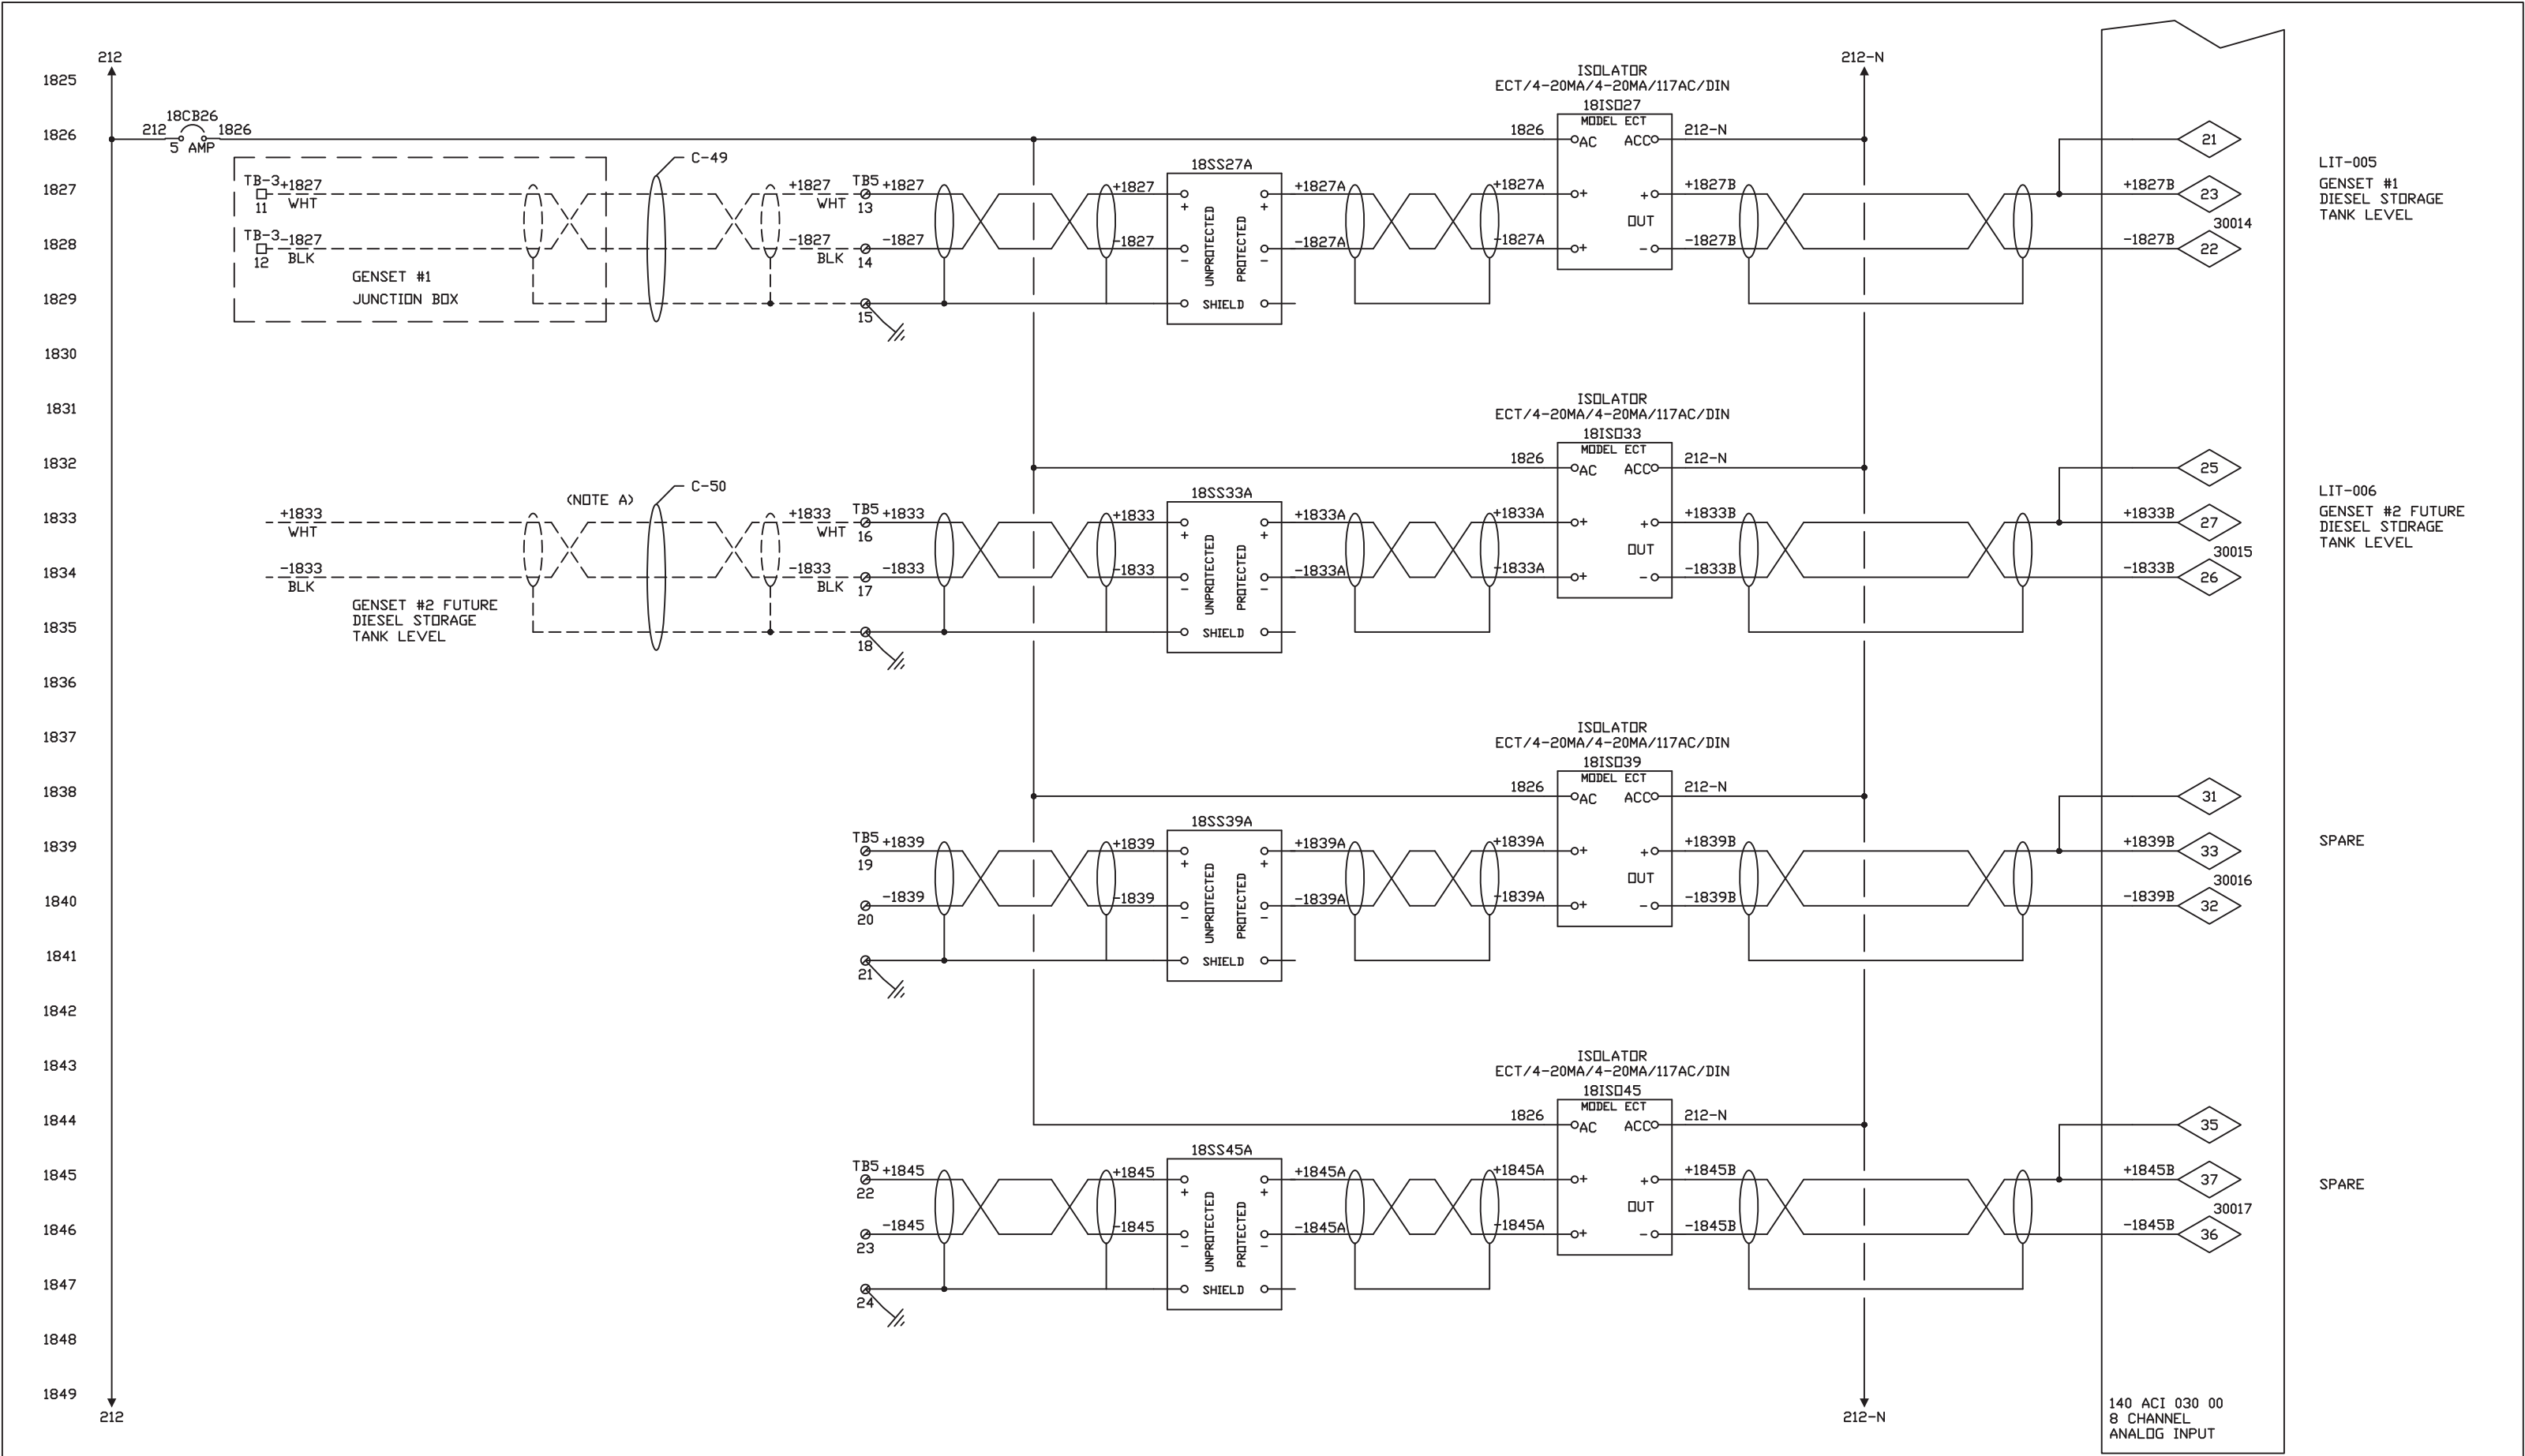 212
212-N
1825
ISOLATOR
ECT/4-20MA/4-20MA/117AC/DIN
18ISO27
MODEL ECT
18CB26
1826
212
1826
5 AMP
1826
AC
ACC
212-N
21
C-49
18SS27A
LIT-005
GENSET #1
DIESEL STORAGE
TANK LEVEL
1827
TB-3
+1827
WHT
11
+1827
WHT
TB5
13
+1827
+1827
+
UNPROTECTED
PROTECTED
+
+1827A
+1827A
+
+
OUT
+1827B
+1827B
23
30014
1828
TB-3
-1827
BLK
12
-1827
BLK
14
-1827
-1827
-
-
-1827A
-1827A
+
-
-1827B
-1827B
22
GENSET #1
JUNCTION BOX
1829
15
SHIELD
1830
1831
ISOLATOR
ECT/4-20MA/4-20MA/117AC/DIN
18ISO33
MODEL ECT
1832
1826
AC
ACC
212-N
25
C-50
(NOTE A)
18SS33A
LIT-006
GENSET #2 FUTURE
DIESEL STORAGE
TANK LEVEL
1833
+1833
WHT
+1833
WHT
TB5
16
+1833
+1833
+
UNPROTECTED
PROTECTED
+
+1833A
+1833A
+
+
OUT
+1833B
+1833B
27
30015
1834
-1833
BLK
-1833
BLK
17
-1833
-1833
-
-
-1833A
-1833A
+
-
-1833B
-1833B
26
GENSET #2 FUTURE
DIESEL STORAGE
TANK LEVEL
1835
18
SHIELD
1836
1837
ISOLATOR
ECT/4-20MA/4-20MA/117AC/DIN
18ISO39
MODEL ECT
1838
1826
AC
ACC
212-N
31
18SS39A
1839
TB5
19
+1839
+1839
+
UNPROTECTED
PROTECTED
+
+1839A
+1839A
+
+
OUT
+1839B
+1839B
33
SPARE
30016
1840
20
-1839
-1839
-
-
-1839A
-1839A
+
-
-1839B
-1839B
32
1841
21
SHIELD
1842
1843
ISOLATOR
ECT/4-20MA/4-20MA/117AC/DIN
18ISO45
MODEL ECT
1844
1826
AC
ACC
212-N
35
18SS45A
1845
TB5
22
+1845
+1845
+
UNPROTECTED
PROTECTED
+
+1845A
+1845A
+
+
OUT
+1845B
+1845B
37
SPARE
30017
1846
23
-1845
-1845
-
-
-1845A
-1845A
+
-
-1845B
-1845B
36
1847
24
SHIELD
1848
1849
212
212-N
140 ACI 030 00
8 CHANNEL
ANALOG INPUT